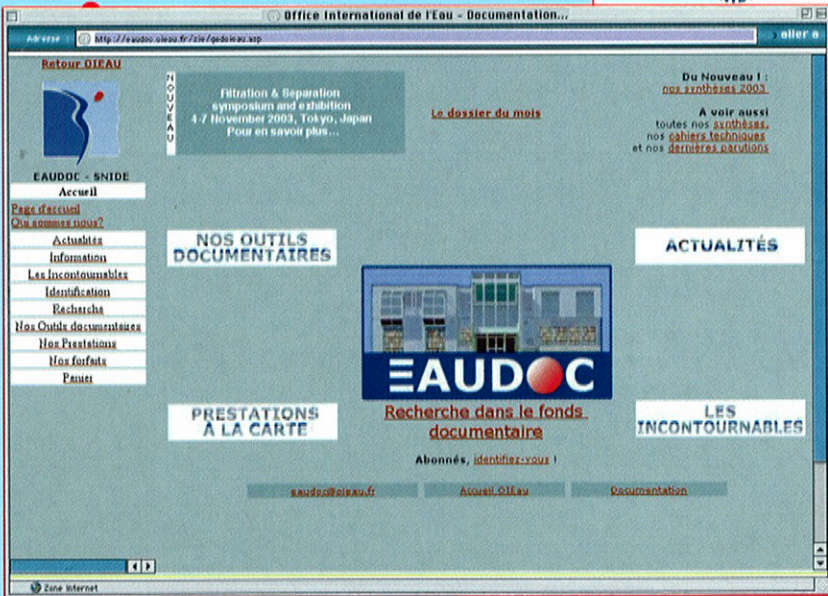 Office International de l'Eau - Documentation...
Adresse : http://eaudoc.oieau.fr/zie/gedoieau.asp
aller à
Retour OIEAU
EAUDOC - SNIDE
Accueil
Page d'accueil
Qui sommes nous?
Actualités
Information
Les Incontournables
Identification
Recherche
Nos Outils documentaires
Nos Prestations
Nos forfaits
Panier
NOUVEAU
Filtration & Separation
symposium and exhibition
4-7 November 2003, Tokyo, Japan
Pour en savoir plus...
Le dossier du mois
Du Nouveau ! :
nos synthèses 2003
A voir aussi
toutes nos synthèses,
nos cahiers techniques
et nos dernières parutions
NOS OUTILS
DOCUMENTAIRES
ACTUALITÉS
EAUDOC
PRESTATIONS
À LA CARTE
Recherche dans le fonds
documentaire
LES
INCONTOURNABLES
Abonnés, identifiez-vous !
eaudoc@oieau.fr
Accueil OIEau
Documentation
Zone Internet